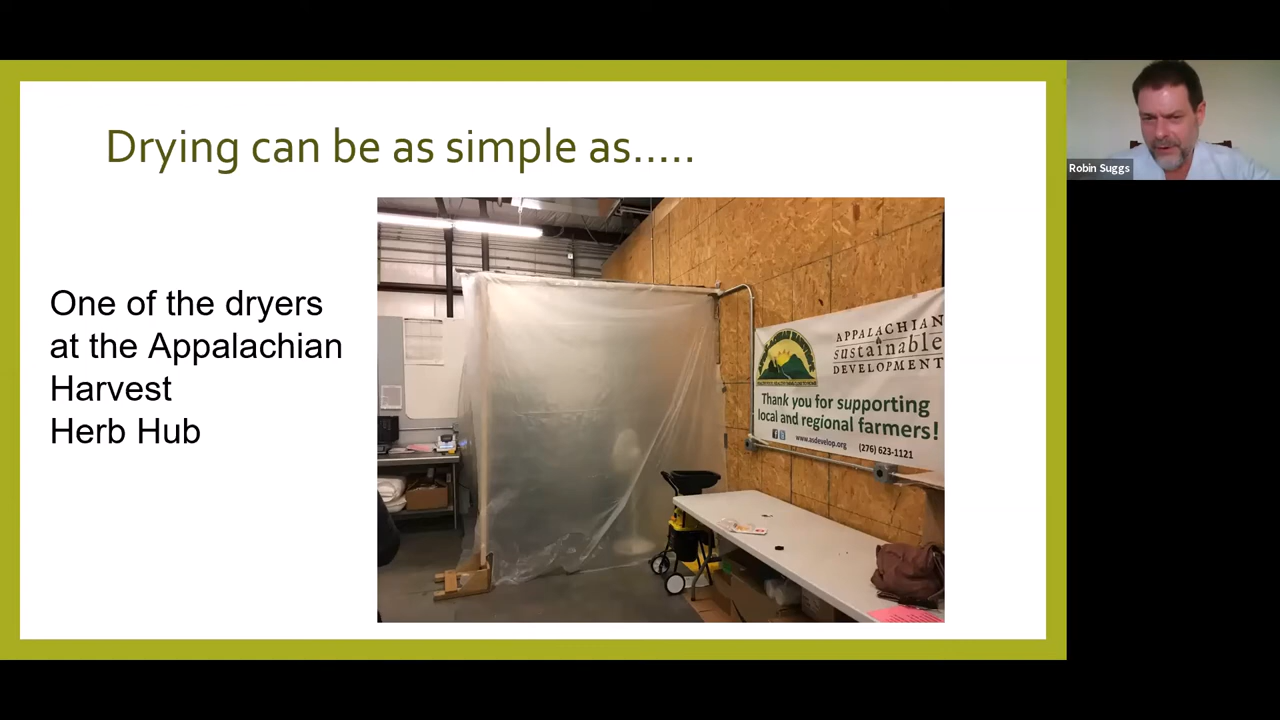 Drying can be as simple as.....
Robin Suggs
One of the dryers
at the Appalachian
Harvest
Herb Hub
APPALACHIAN
sustainable
DEVELOPMENT
Thank you for supporting
local and regional farmers!
www.asdevelop.org (276) 623-1121